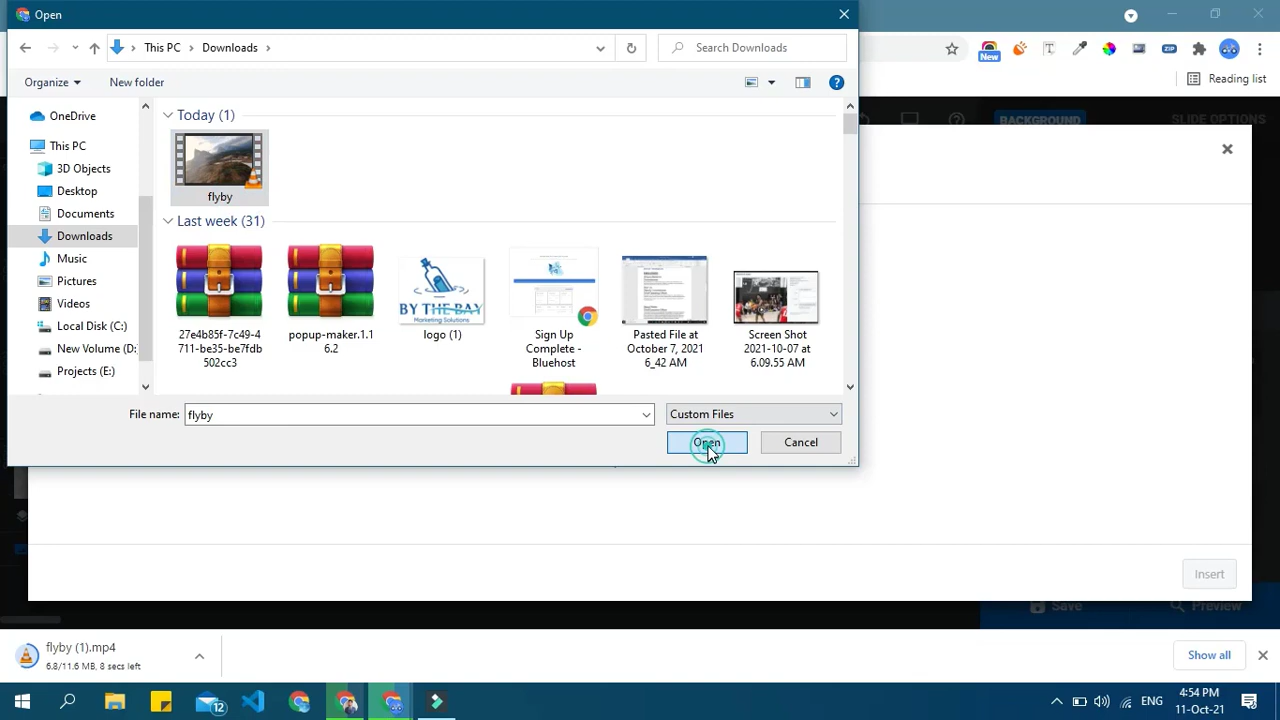 Open
This PC
Downloads
Search Downloads
New
Reading list
Organize
New folder
?
OneDrive
This PC
3D Objects
Desktop
Documents
Downloads
Music
Pictures
Videos
Local Disk (C:)
New Volume (D:
Projects (E:)
Today (1)
flyby
Last week (31)
27e4b85f-7c49-4
711-be35-be7fdb
502cc3
popup-maker.1.1
6.2
BY THE BAY
Marketing Solutions
logo (1)
Sign Up
Complete -
Bluehost
Pasted File at
October 7, 2021
6_42 AM
Screen Shot
2021-10-07 at
6.09.55 AM
File name:
flyby
Custom Files
Open
Cancel
BACKGROUND
SLIDE OPTIONS
Insert
Save
Preview
flyby (1).mp4
6.8/11.6 MB, 8 secs left
Show all
12
ENG
4:54 PM
11-Oct-21
ZIP
T